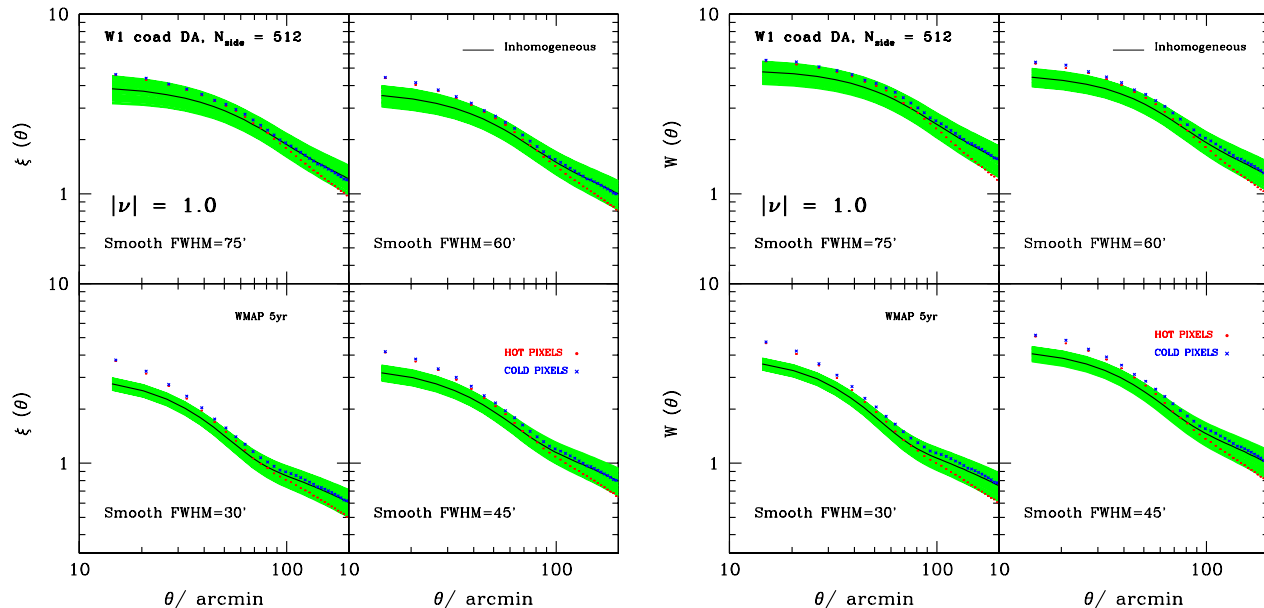 10
W1 coad DA, Nside = 512
Inhomogeneous
ξ (θ)
1
|ν| = 1.0
Smooth FWHM=75'
Smooth FWHM=60'
10
WMAP 5yr
HOT PIXELS
COLD PIXELS
ξ (θ)
1
Smooth FWHM=30'
Smooth FWHM=45'
10 100 10 100
θ/ arcmin θ/ arcmin
10
W1 coad DA, Nside = 512
Inhomogeneous
W (θ)
1
|ν| = 1.0
Smooth FWHM=75'
Smooth FWHM=60'
10
WMAP 5yr
HOT PIXELS
COLD PIXELS
W (θ)
1
Smooth FWHM=30'
Smooth FWHM=45'
10 100 10 100
θ/ arcmin θ/ arcmin